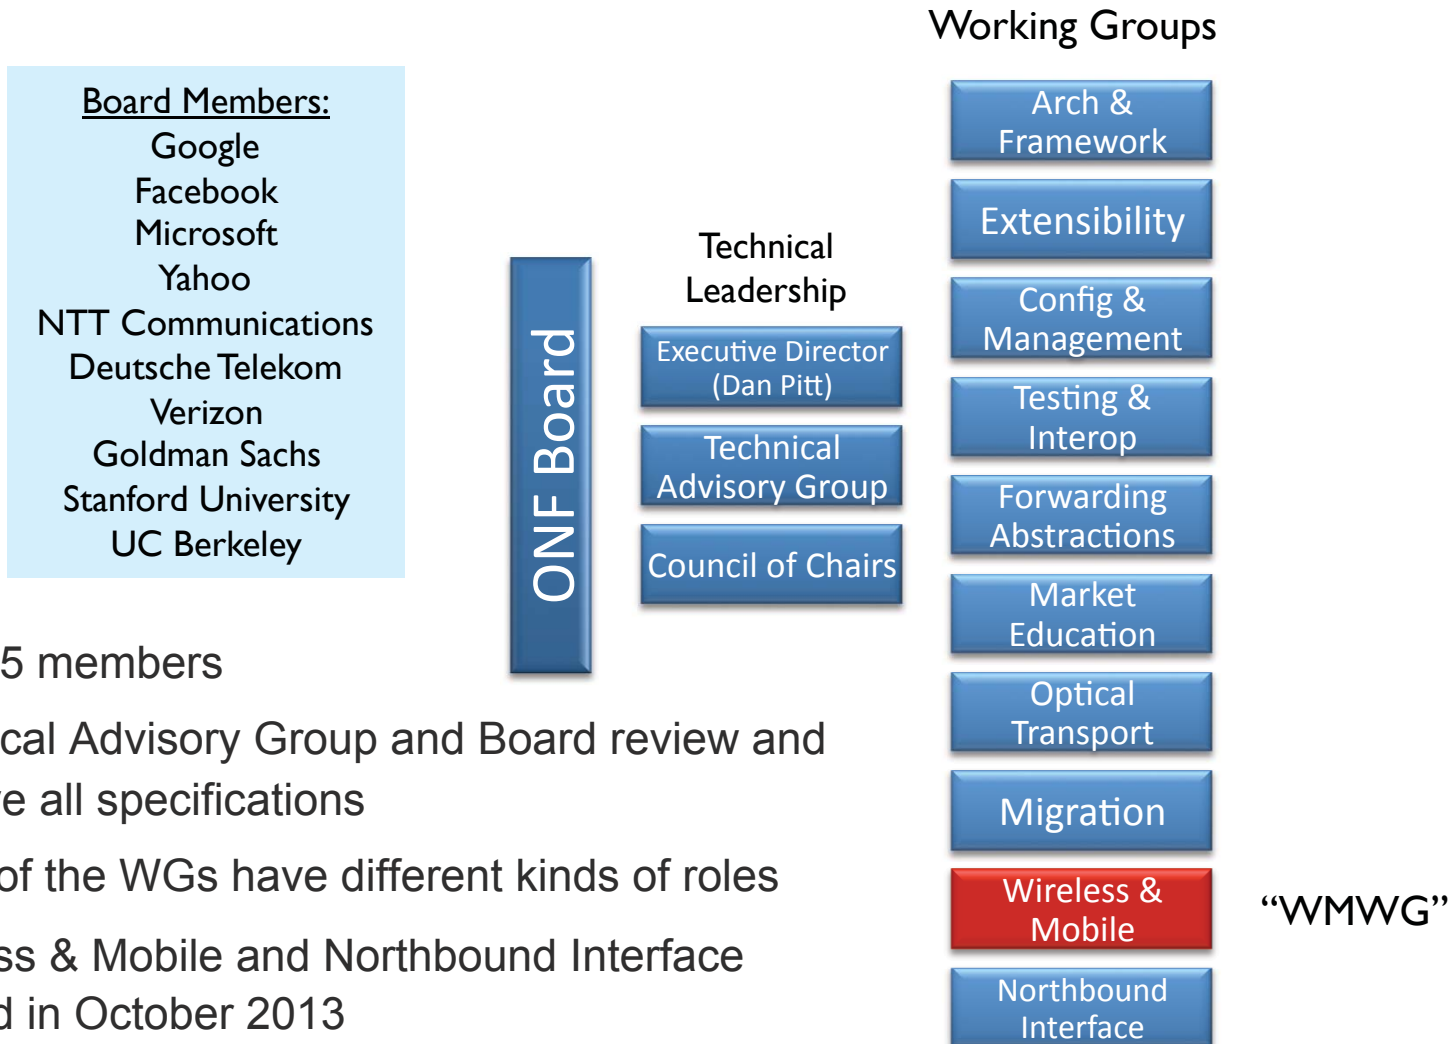 Working Groups
Board Members:
Google
Facebook
Microsoft
Yahoo
NTT Communications
Deutsche Telekom
Verizon
Goldman Sachs
Stanford University
UC Berkeley
ONF Board
Technical
Leadership
Executive Director
(Dan Pitt)
Technical
Advisory Group
Council of Chairs
Arch &
Framework
Extensibility
Config &
Management
Testing &
Interop
Forwarding
Abstractions
Market
Education
Optical
Transport
Migration
Wireless &
Mobile
“WMWG”
Northbound
Interface
5 members
cal Advisory Group and Board review and
e all specifications
of the WGs have different kinds of roles
ss & Mobile and Northbound Interface
d in October 2013